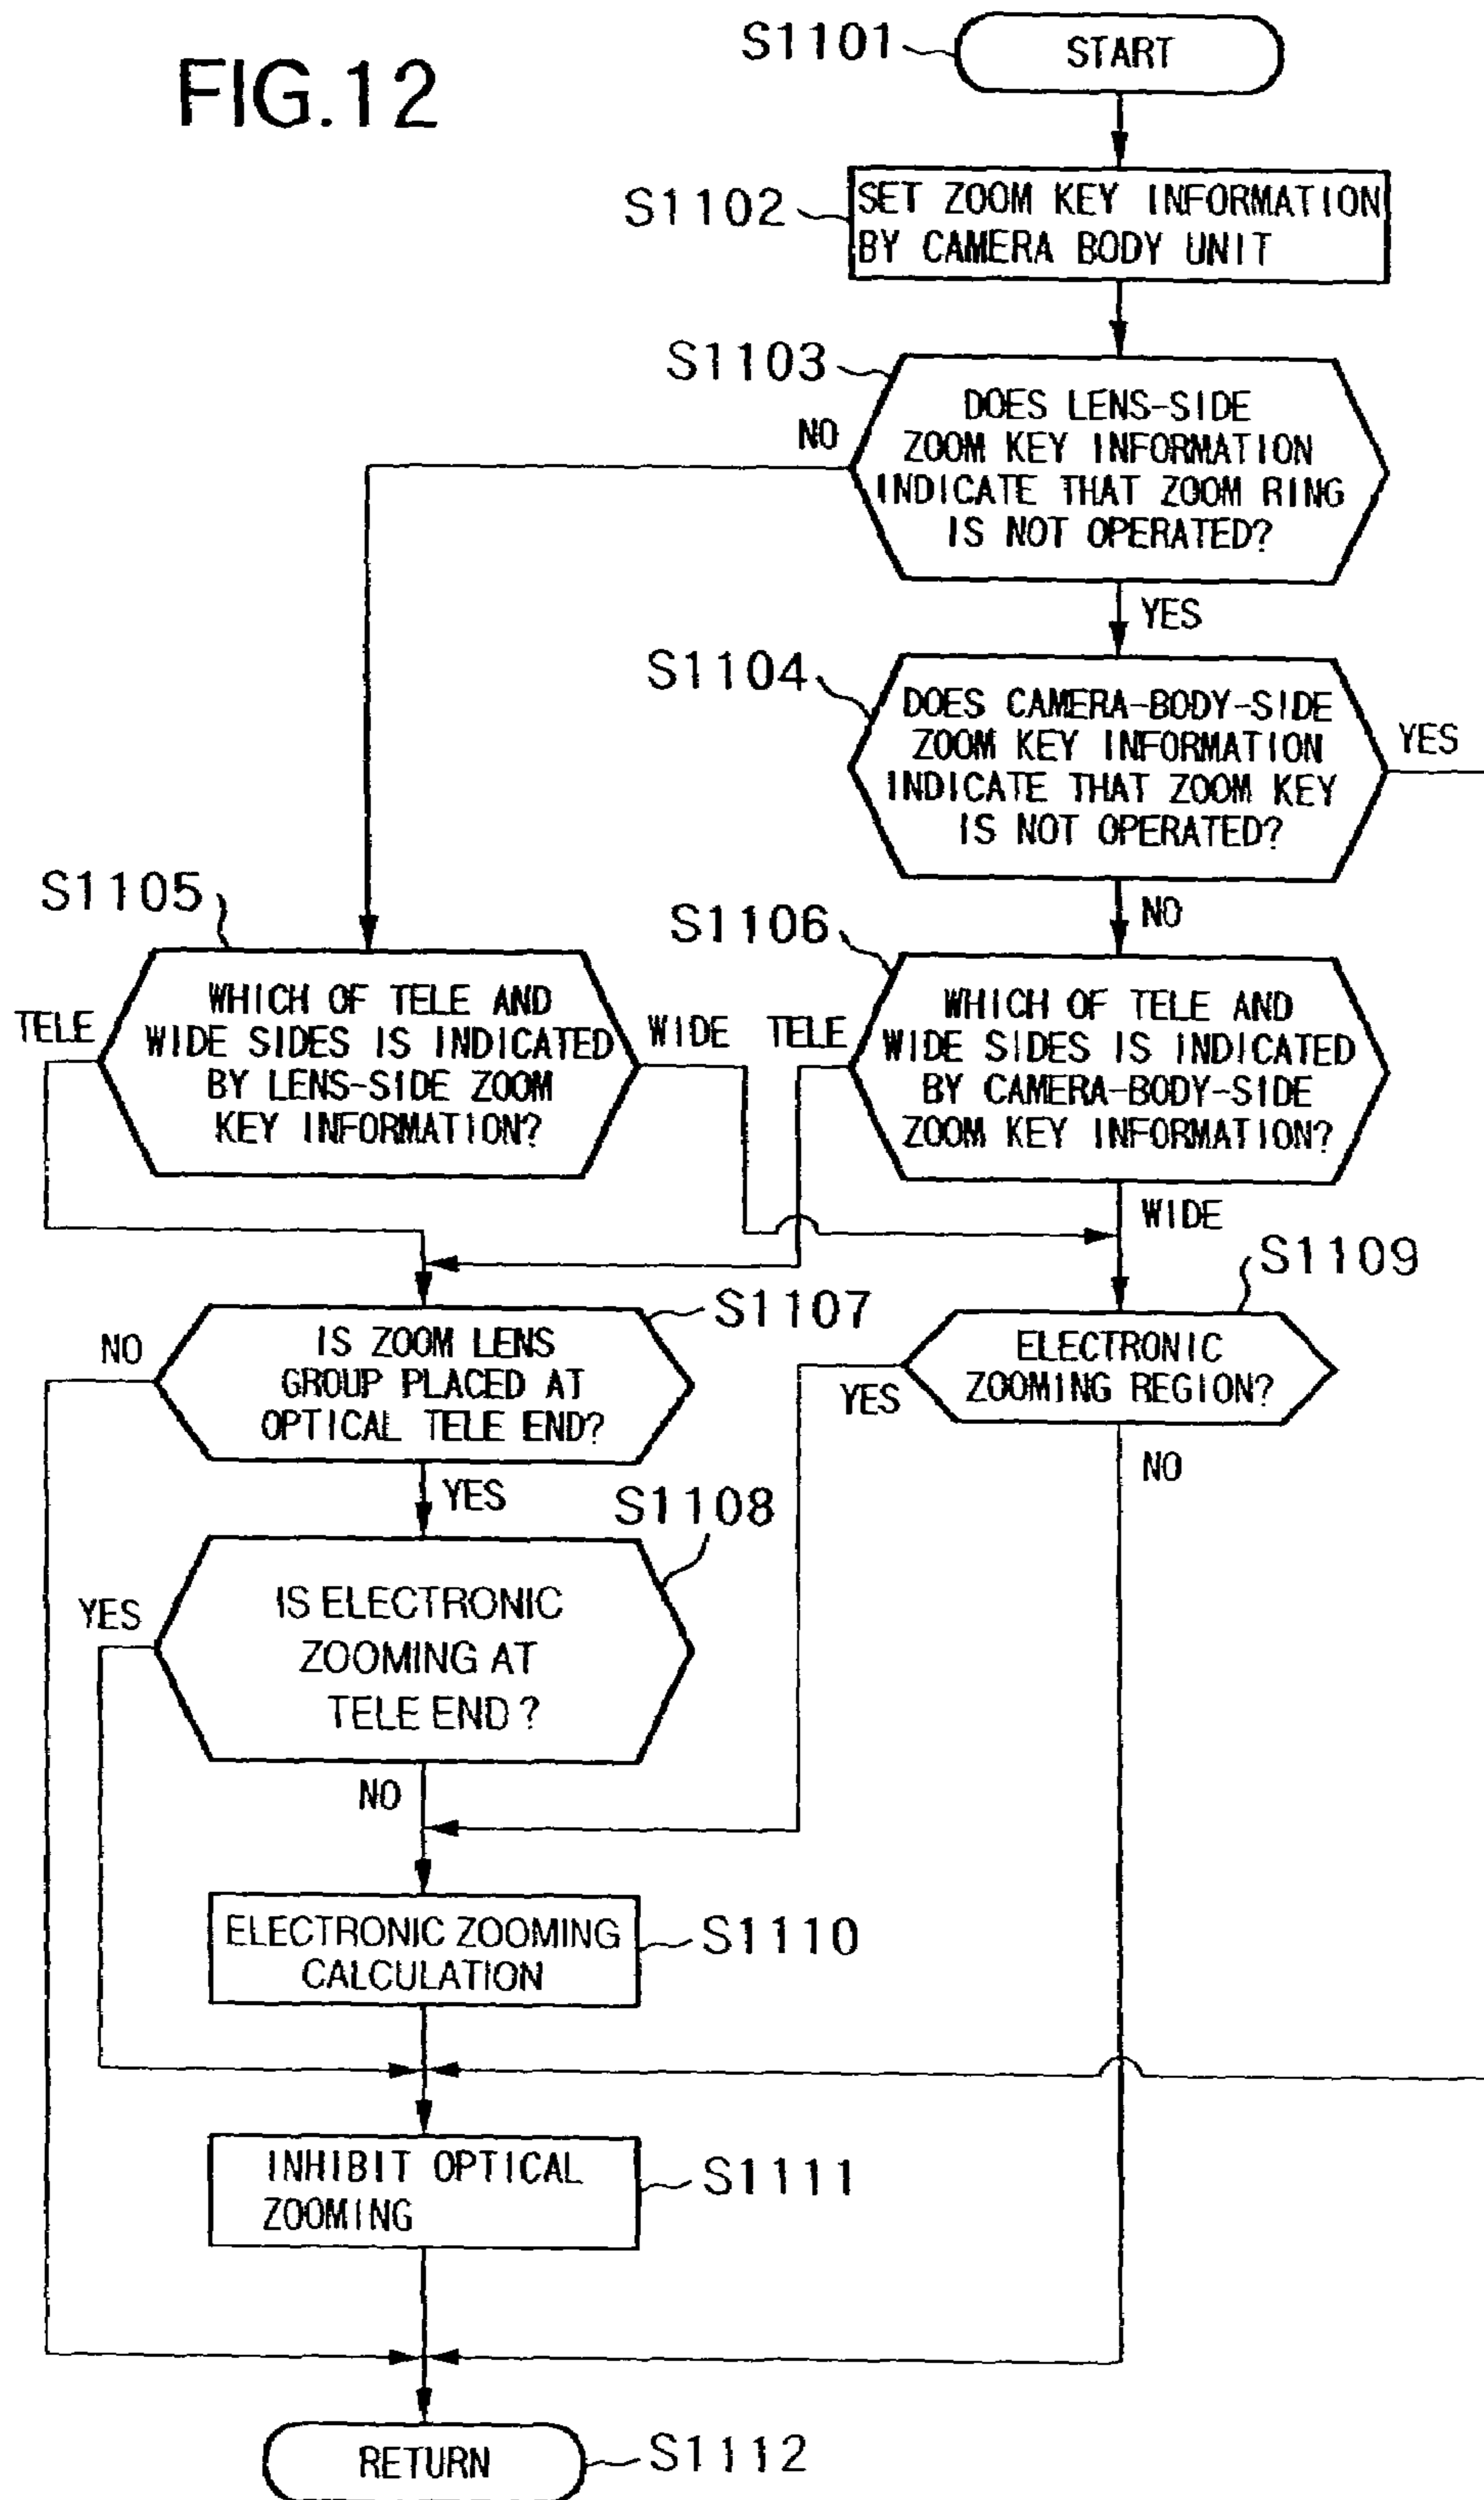 FIG.12
S1101
START
S1102
SET ZOOM KEY INFORMATION
BY CAMERA BODY UNIT
S1103
DOES LENS-SIDE
ZOOM KEY INFORMATION
INDICATE THAT ZOOM RING
IS NOT OPERATED?
NO
YES
S1104
DOES CAMERA-BODY-SIDE
ZOOM KEY INFORMATION
INDICATE THAT ZOOM KEY
IS NOT OPERATED?
YES
NO
S1105
WHICH OF TELE AND
WIDE SIDES IS INDICATED
BY LENS-SIDE ZOOM
KEY INFORMATION?
TELE
WIDE
S1106
WHICH OF TELE AND
WIDE SIDES IS INDICATED
BY CAMERA-BODY-SIDE
ZOOM KEY INFORMATION?
TELE
WIDE
S1107
IS ZOOM LENS
GROUP PLACED AT
OPTICAL TELE END?
NO
YES
S1109
ELECTRONIC
ZOOMING REGION?
YES
NO
S1108
IS ELECTRONIC
ZOOMING AT
TELE END ?
YES
NO
ELECTRONIC ZOOMING
CALCULATION
S1110
INHIBIT OPTICAL
ZOOMING
S1111
RETURN
S1112